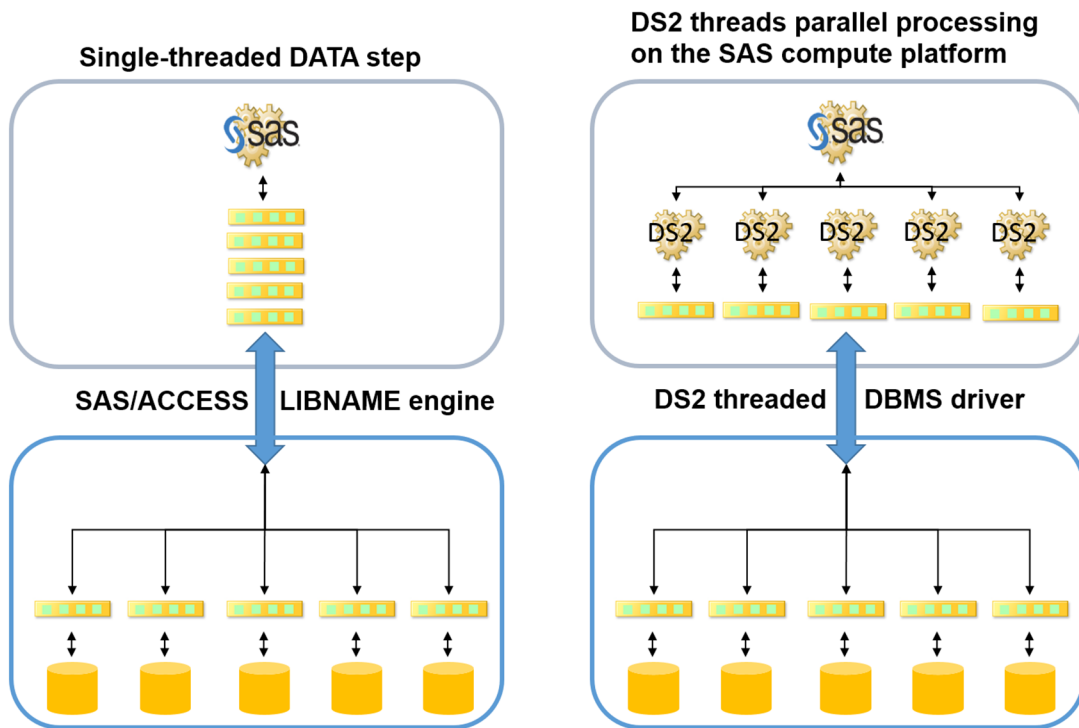 Single-threaded DATA step
sas
SAS/ACCESS LIBNAME engine
DS2 threads parallel processing
on the SAS compute platform
sas
DS2 DS2 DS2 DS2 DS2
DS2 threaded DBMS driver